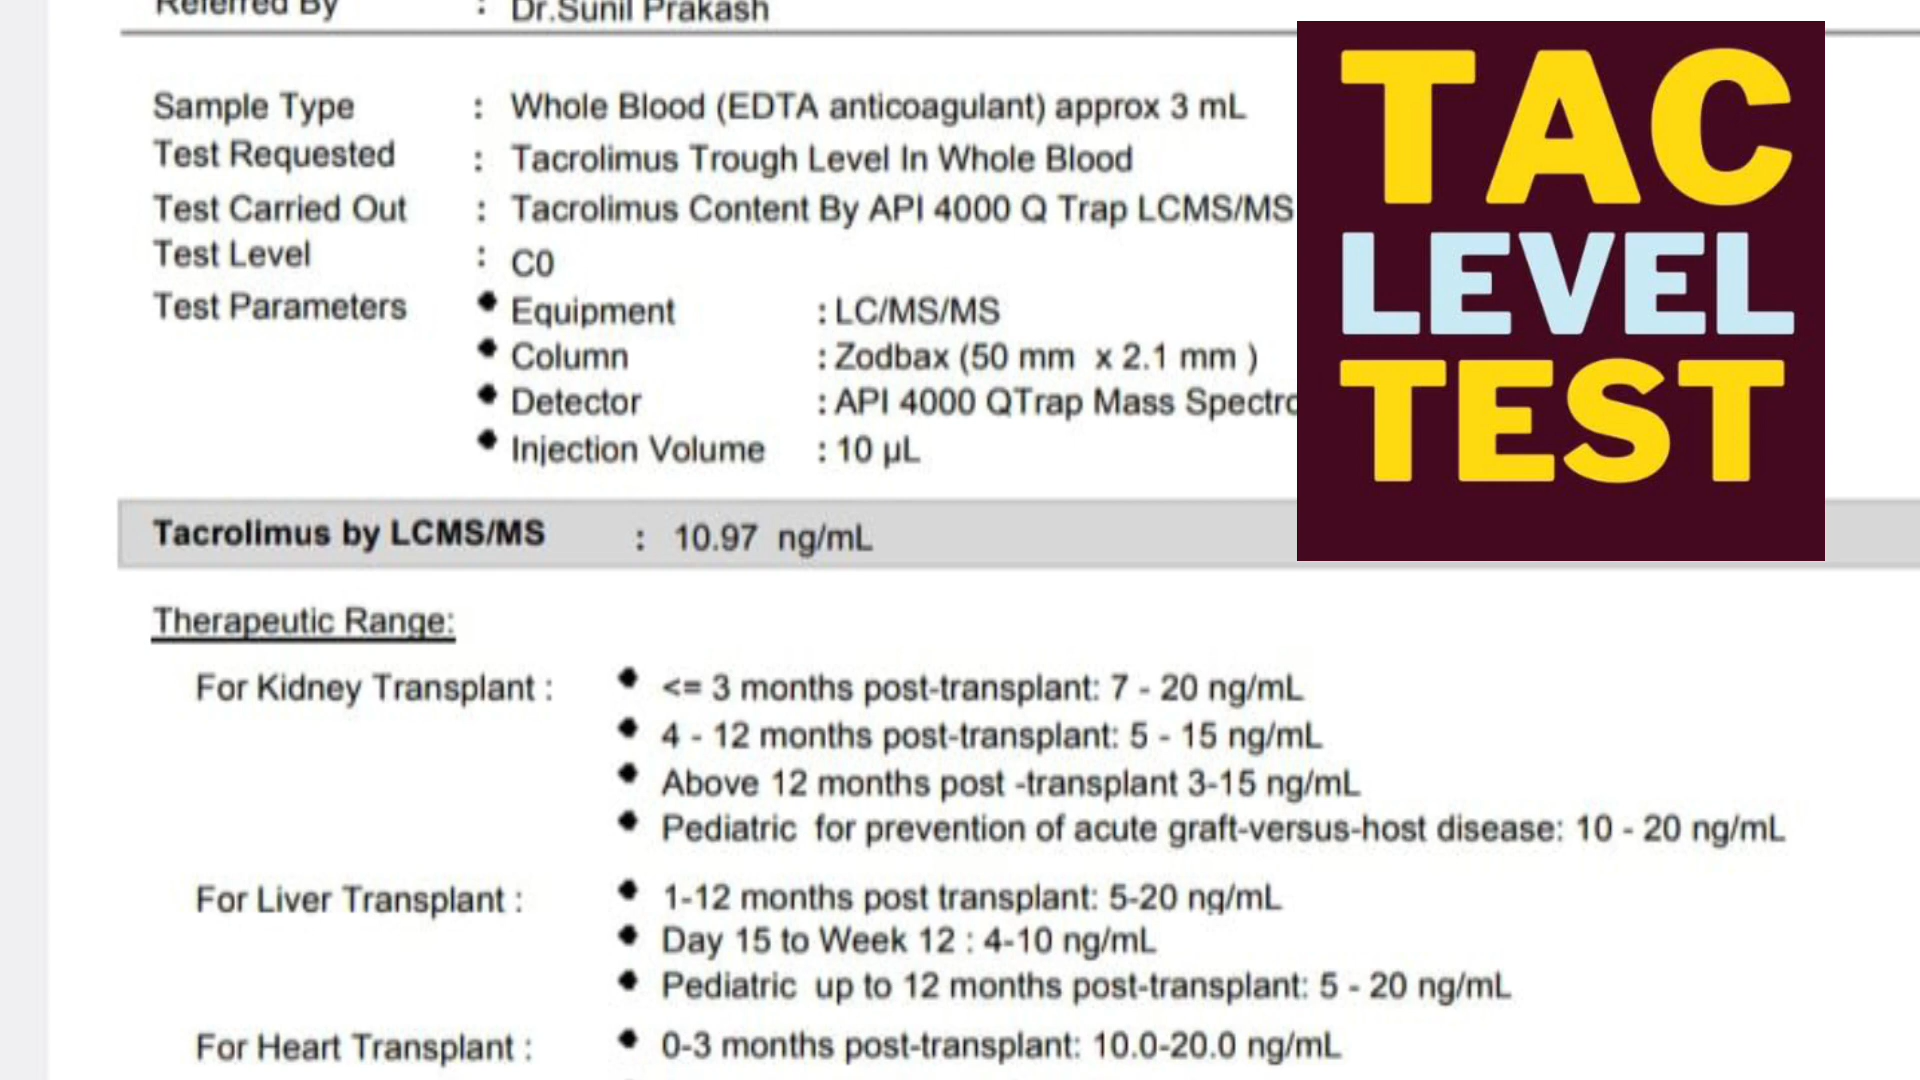 Referred By : Dr.Sunil Prakash
Sample Type : Whole Blood (EDTA anticoagulant) approx 3 mL
Test Requested : Tacrolimus Trough Level In Whole Blood
Test Carried Out : Tacrolimus Content By API 4000 Q Trap LCMS/MS
Test Level : C0
Test Parameters • Equipment : LC/MS/MS
• Column : Zodbax (50 mm x 2.1 mm )
• Detector : API 4000 QTrap Mass Spectro
• Injection Volume : 10 µL
Tacrolimus by LCMS/MS : 10.97 ng/mL
Therapeutic Range:
For Kidney Transplant : • <= 3 months post-transplant: 7 - 20 ng/mL
• 4 - 12 months post-transplant: 5 - 15 ng/mL
• Above 12 months post -transplant 3-15 ng/mL
• Pediatric for prevention of acute graft-versus-host disease: 10 - 20 ng/mL
For Liver Transplant : • 1-12 months post transplant: 5-20 ng/mL
• Day 15 to Week 12 : 4-10 ng/mL
• Pediatric up to 12 months post-transplant: 5 - 20 ng/mL
For Heart Transplant : • 0-3 months post-transplant: 10.0-20.0 ng/mL
TAC
LEVEL
TEST